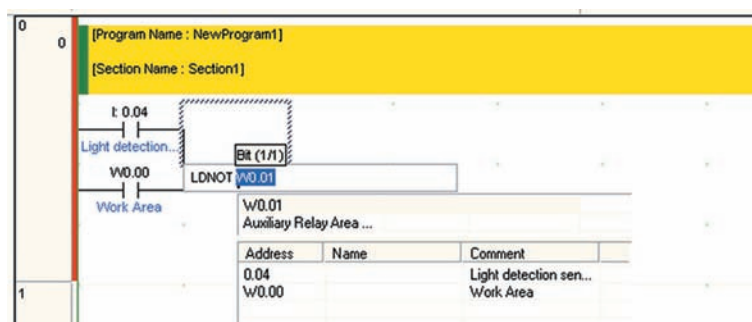 0
0
[Program Name : NewProgram1]
[Section Name : Section1]
I: 0.04
Light detection...
Bit (1/1)
W0.00
LDNOT W0.01
Work Area
W0.01
Auxiliary Relay Area ...
Address Name Comment
0.04 Light detection sen...
W0.00 Work Area
1